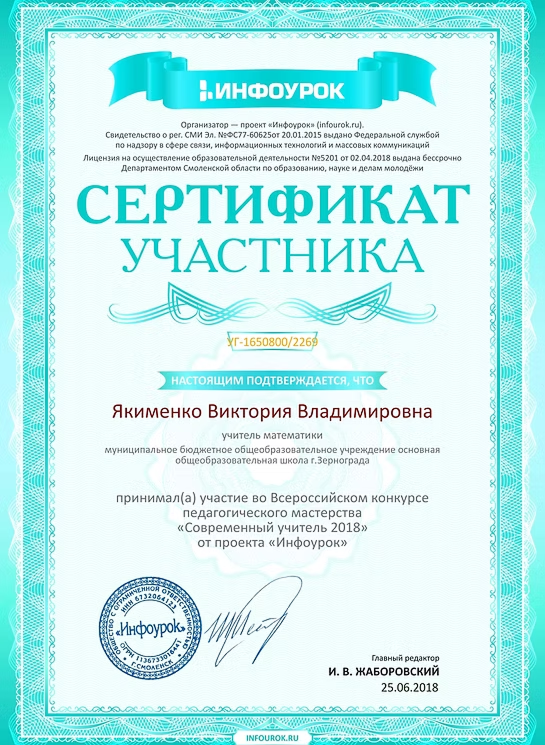 ИНФОУРОК
Организатор — проект «Инфоурок» (infourok.ru).
Свидетельство о рег. СМИ Эл. №ФС77-60625от 20.01.2015 выдано Федеральной службой
по надзору в сфере связи, информационных технологий и массовых коммуникаций
Лицензия на осуществление образовательной деятельности №5201 от 02.04.2018 выдана бессрочно
Департаментом Смоленской области по образованию, науке и делам молодёжи
СЕРТИФИКАТ
УЧАСТНИКА
УГ-1650800/2269
НАСТОЯЩИМ ПОДТВЕРЖДАЕТСЯ, ЧТО
Якименко Виктория Владимировна
учитель математики
муниципальное бюджетное общеобразовательное учреждение основная
общеобразовательная школа г.Зернограда
принимал(а) участие во Всероссийском конкурсе
педагогического мастерства
«Современный учитель 2018»
от проекта «Инфоурок»
ОБЩЕСТВО С ОГРАНИЧЕННОЙ ОТВЕТСТВЕННОСТЬЮ
ИНН 6732064123
«Инфоурок»
ОГРН 1136733016441
Г.СМОЛЕНСК
Главный редактор
И. В. ЖАБОРОВСКИЙ
25.06.2018
INFOUROK.RU